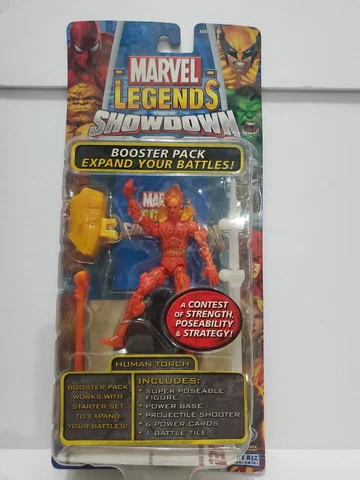 MARVEL
LEGENDS
SHOWDOWN
BOOSTER PACK
EXPAND YOUR BATTLES!
A CONTEST
OF STRENGTH,
POSEABILITY
& STRATEGY!
HUMAN TORCH
BOOSTER PACK
WORKS WITH
STARTER SET
TO EXPAND
YOUR BATTLES!
INCLUDES:
• SUPER POSEABLE
FIGURE
• POWER BASE
• PROJECTILE SHOOTER
• 6 POWER CARDS
• 1 BATTLE TILE